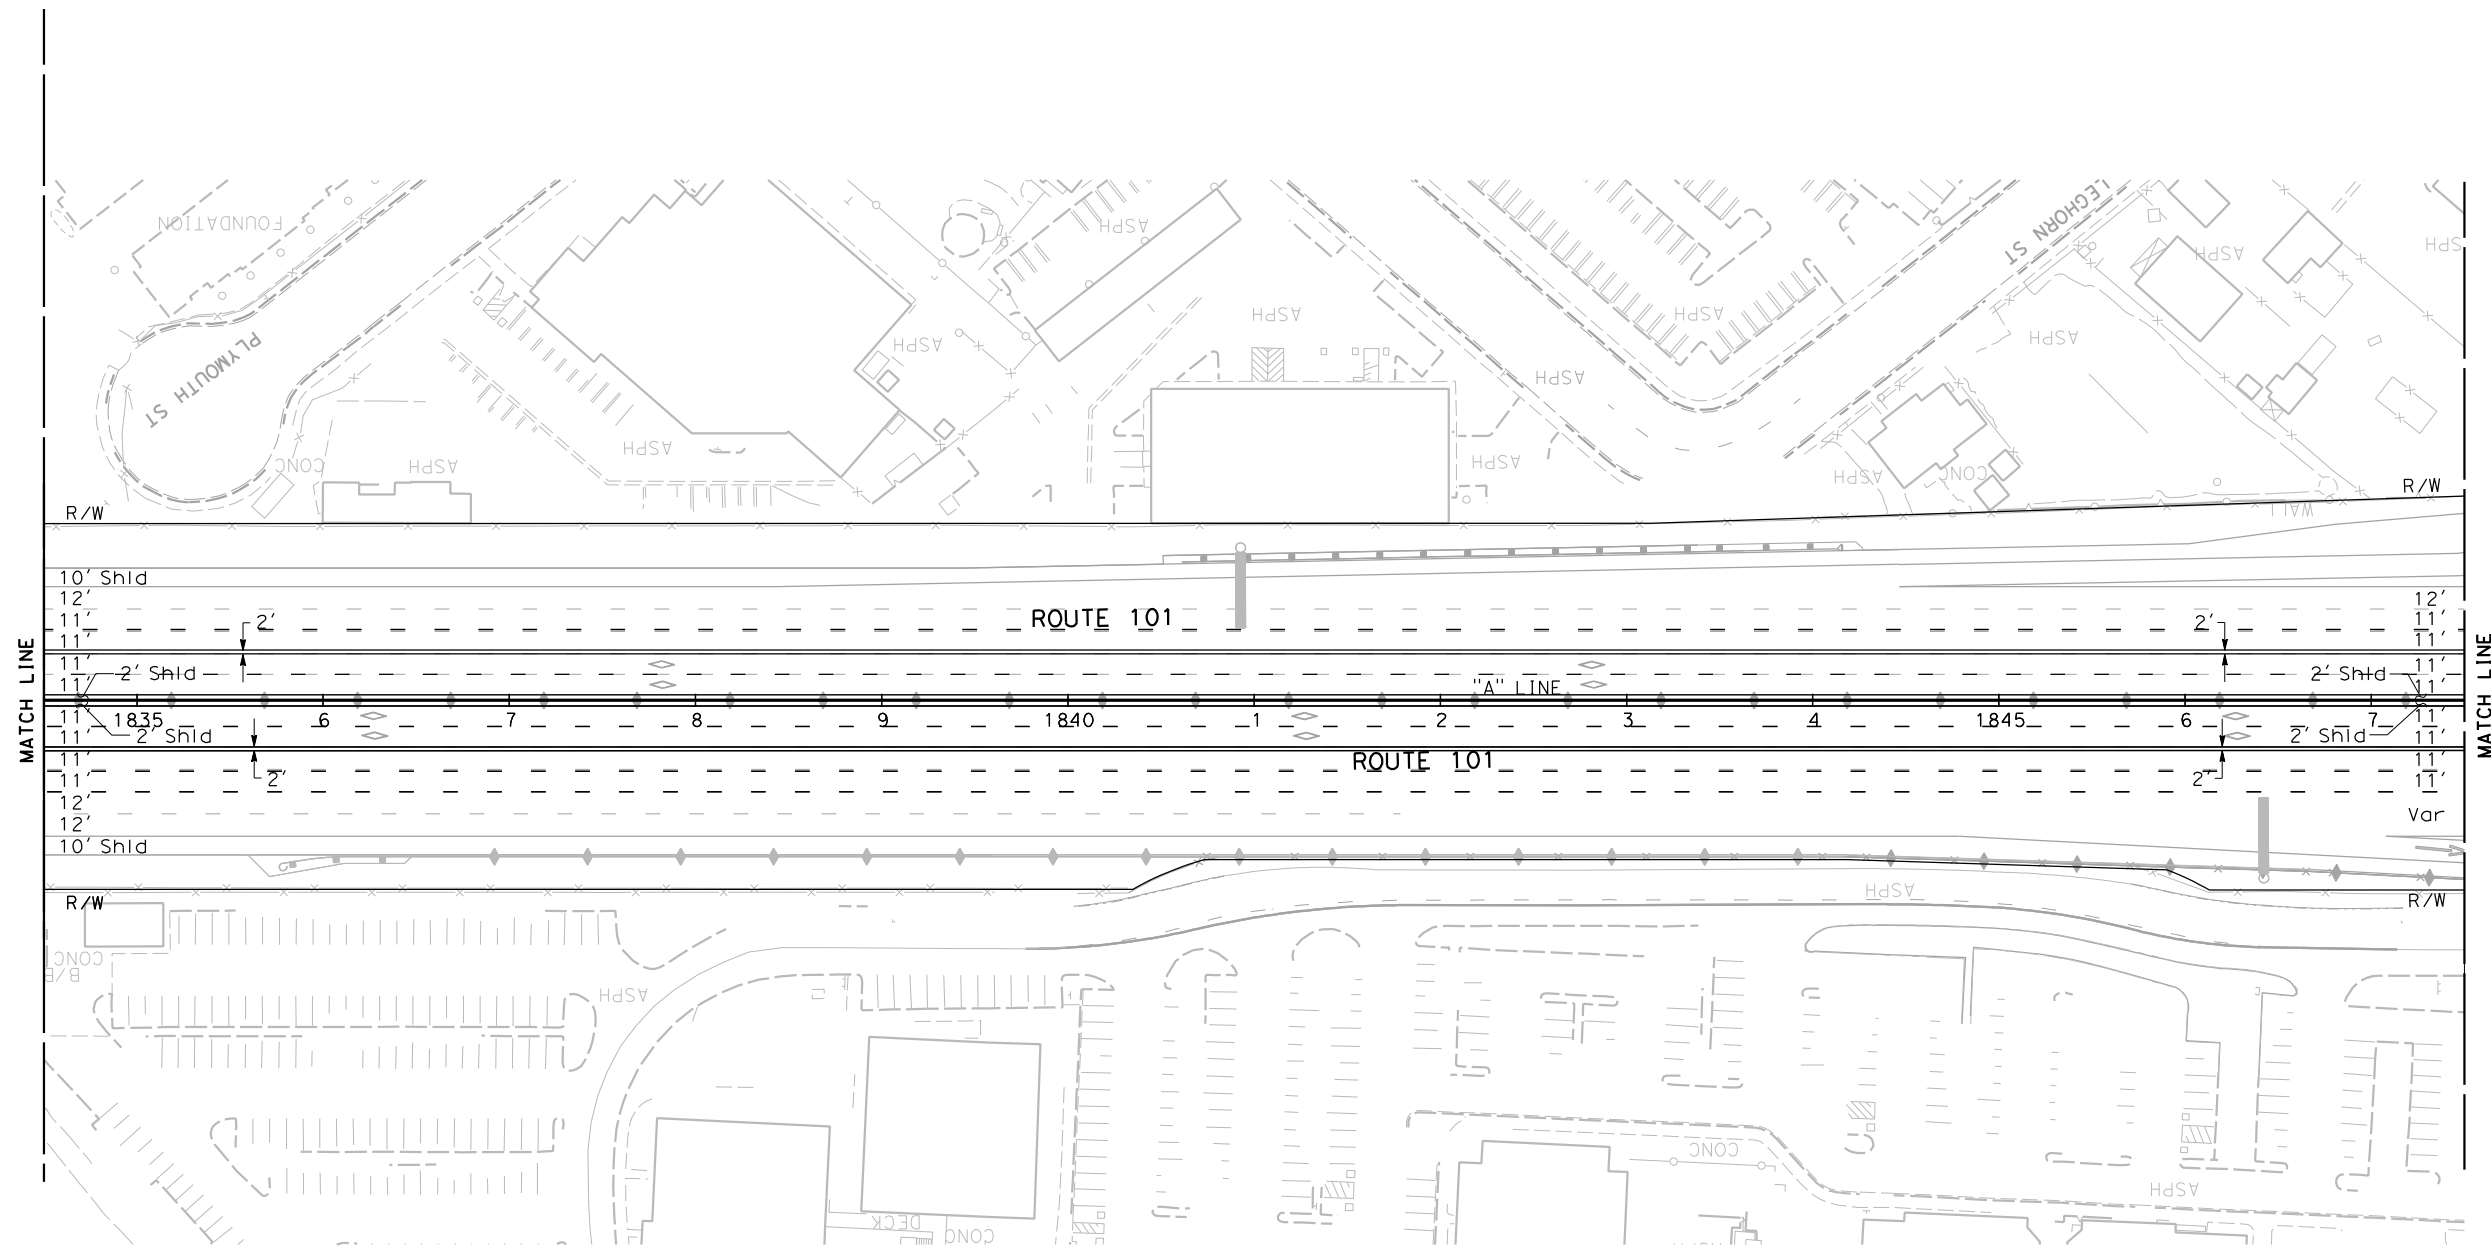 FOUNDATION
ASPH
LEGHORN ST
ASPH
ASPH
ASPH
ASPH
PLYMOUTH ST
ASPH
ASPH
ASPH
ASPH
CONC
ASPH
ASPH
ASPH
CONC
R/W
R/W
WALL
10' Shld
12'
12'
11'
2'
ROUTE 101
2'
11'
11'
11'
11'
11'
2' Shld
2' Shld
11'
"A" LINE
11'
MATCH LINE
MATCH LINE
11'
1835
6
7
8
9
1840
1
2
3
4
1845
6
7
11'
11'
2' Shld
2' Shld
11'
11'
ROUTE 101
11'
11'
2'
2'
11'
12'
Var
12'
10' Shld
ASPH
R/W
R/W
CONC
B/B
ASPH
CONC
ASPH
DECK
CONC